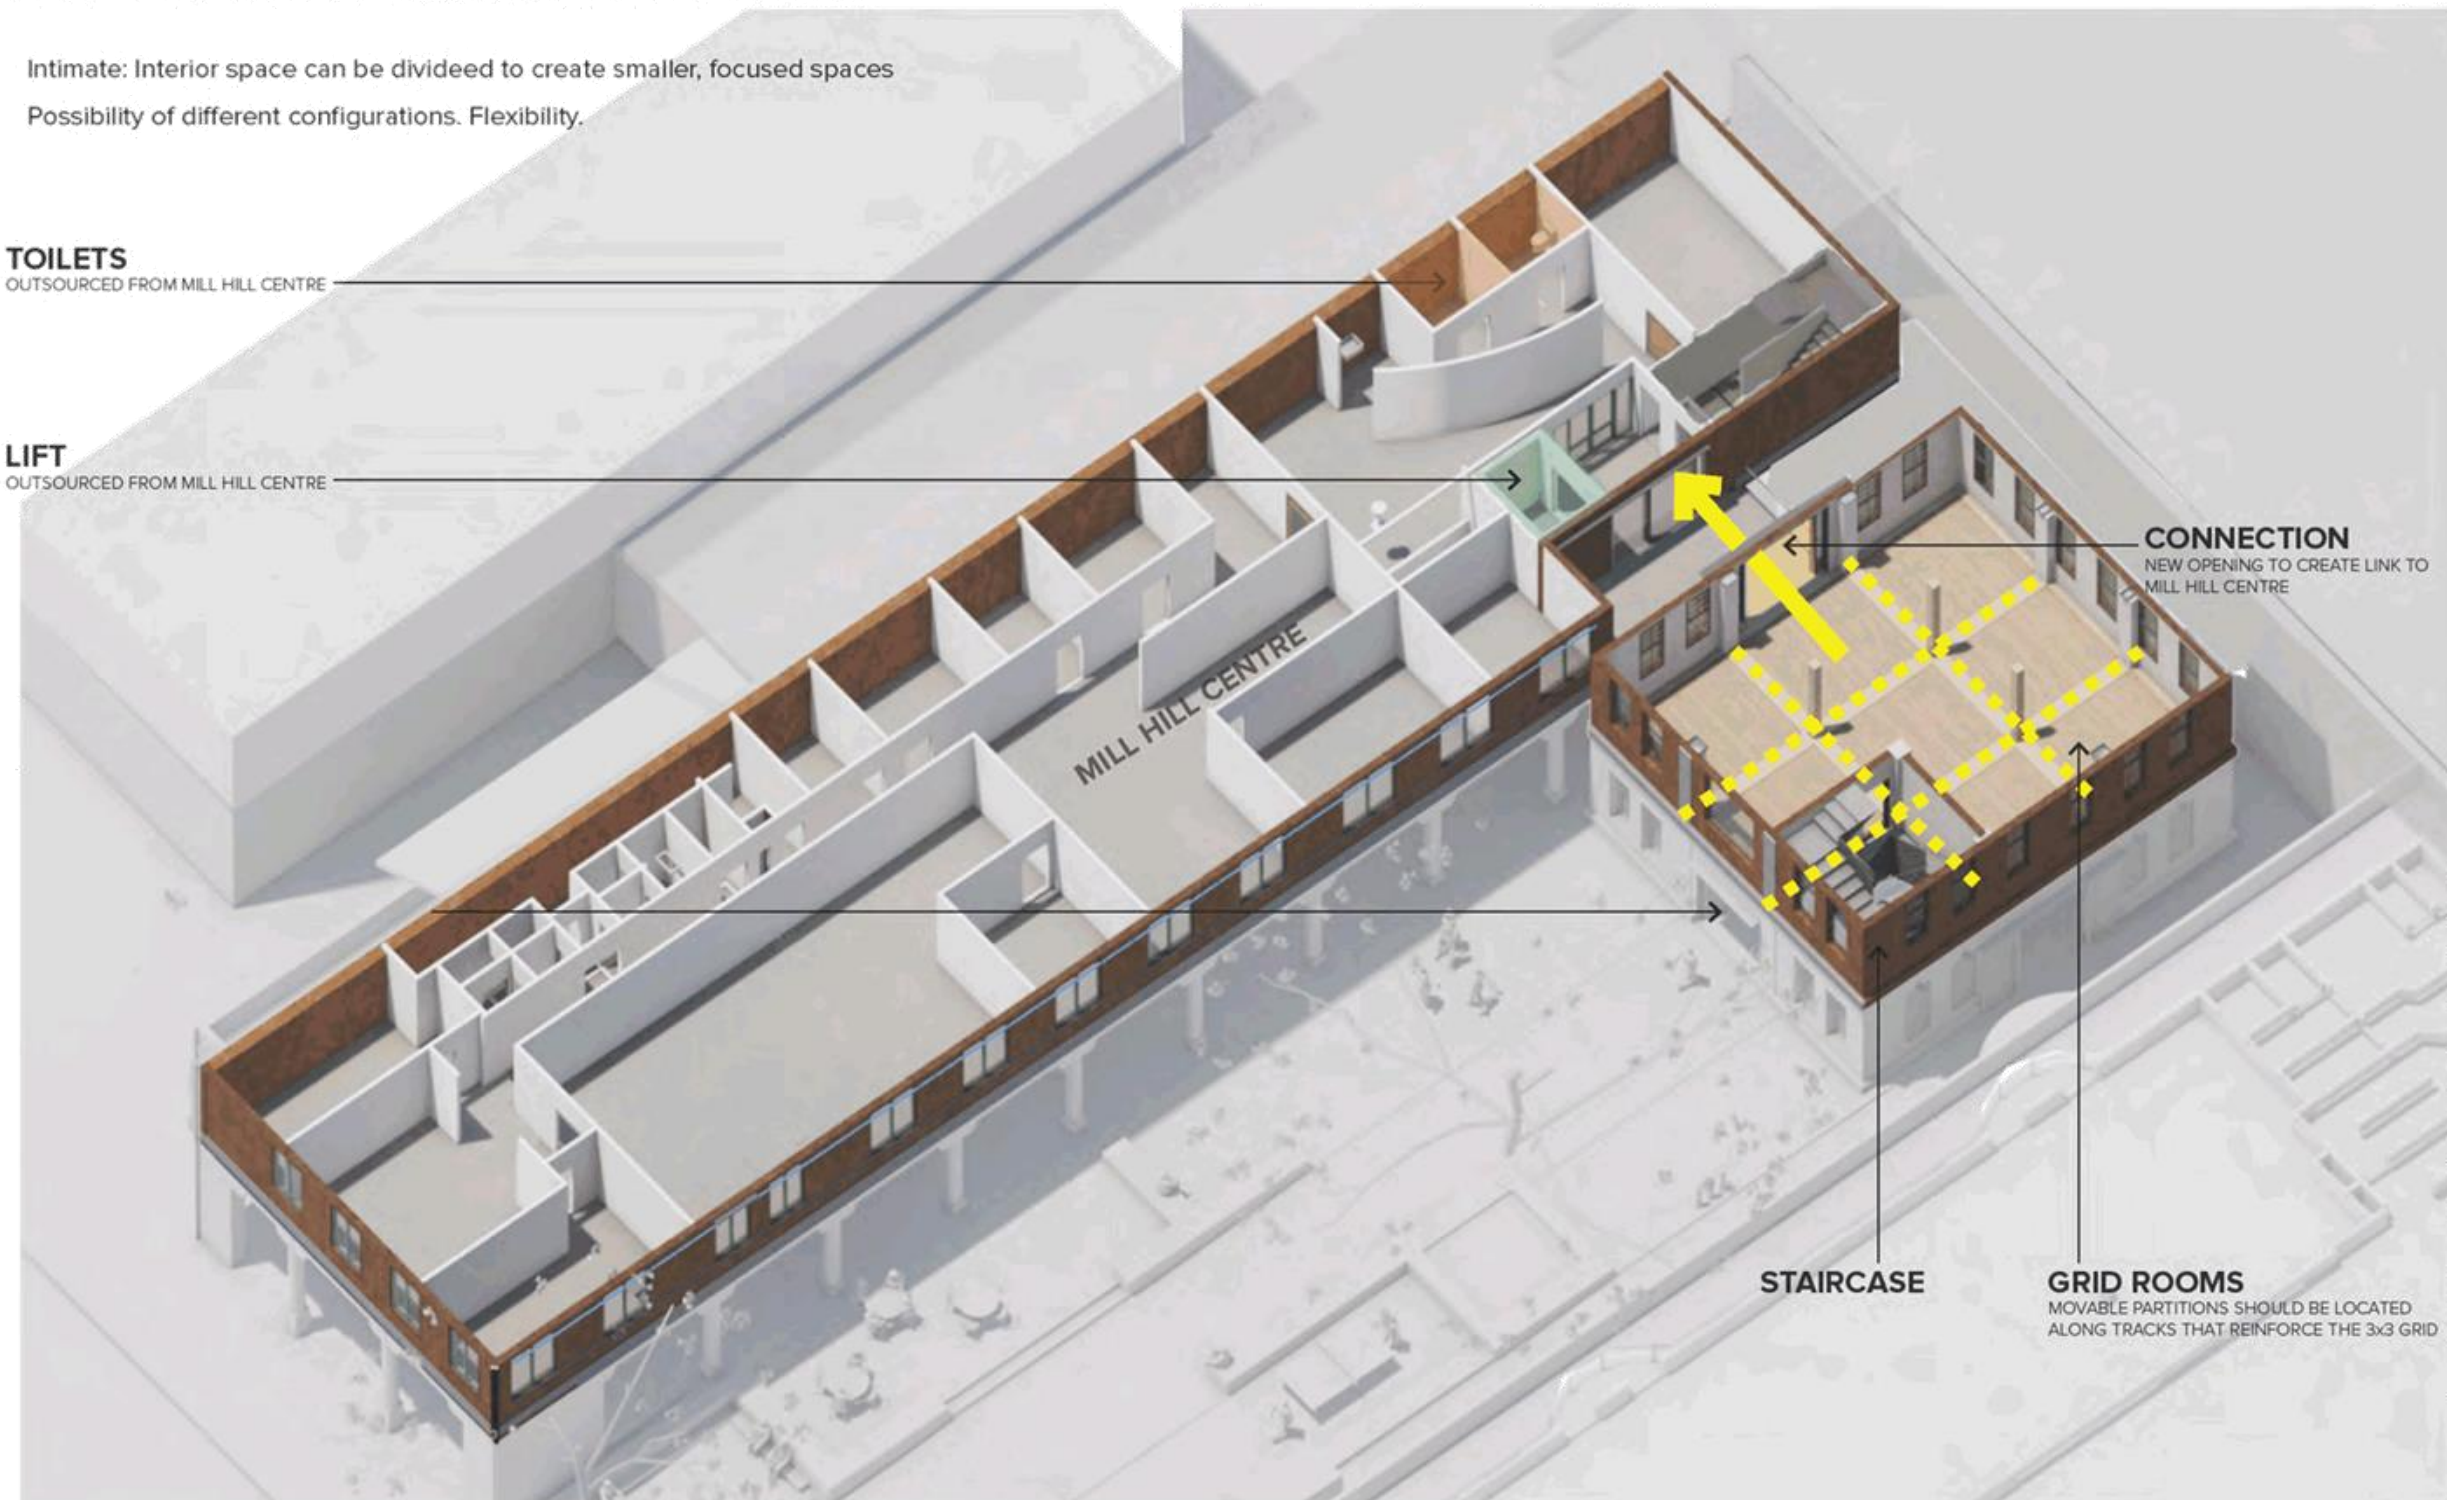 Intimate: Interior space can be divideed to create smaller, focused spaces
Possibility of different configurations. Flexibility.
TOILETS
OUTSOURCED FROM MILL HILL CENTRE
LIFT
OUTSOURCED FROM MILL HILL CENTRE
CONNECTION
NEW OPENING TO CREATE LINK TO
MILL HILL CENTRE
MILL HILL CENTRE
STAIRCASE
GRID ROOMS
MOVABLE PARTITIONS SHOULD BE LOCATED
ALONG TRACKS THAT REINFORCE THE 3x3 GRID